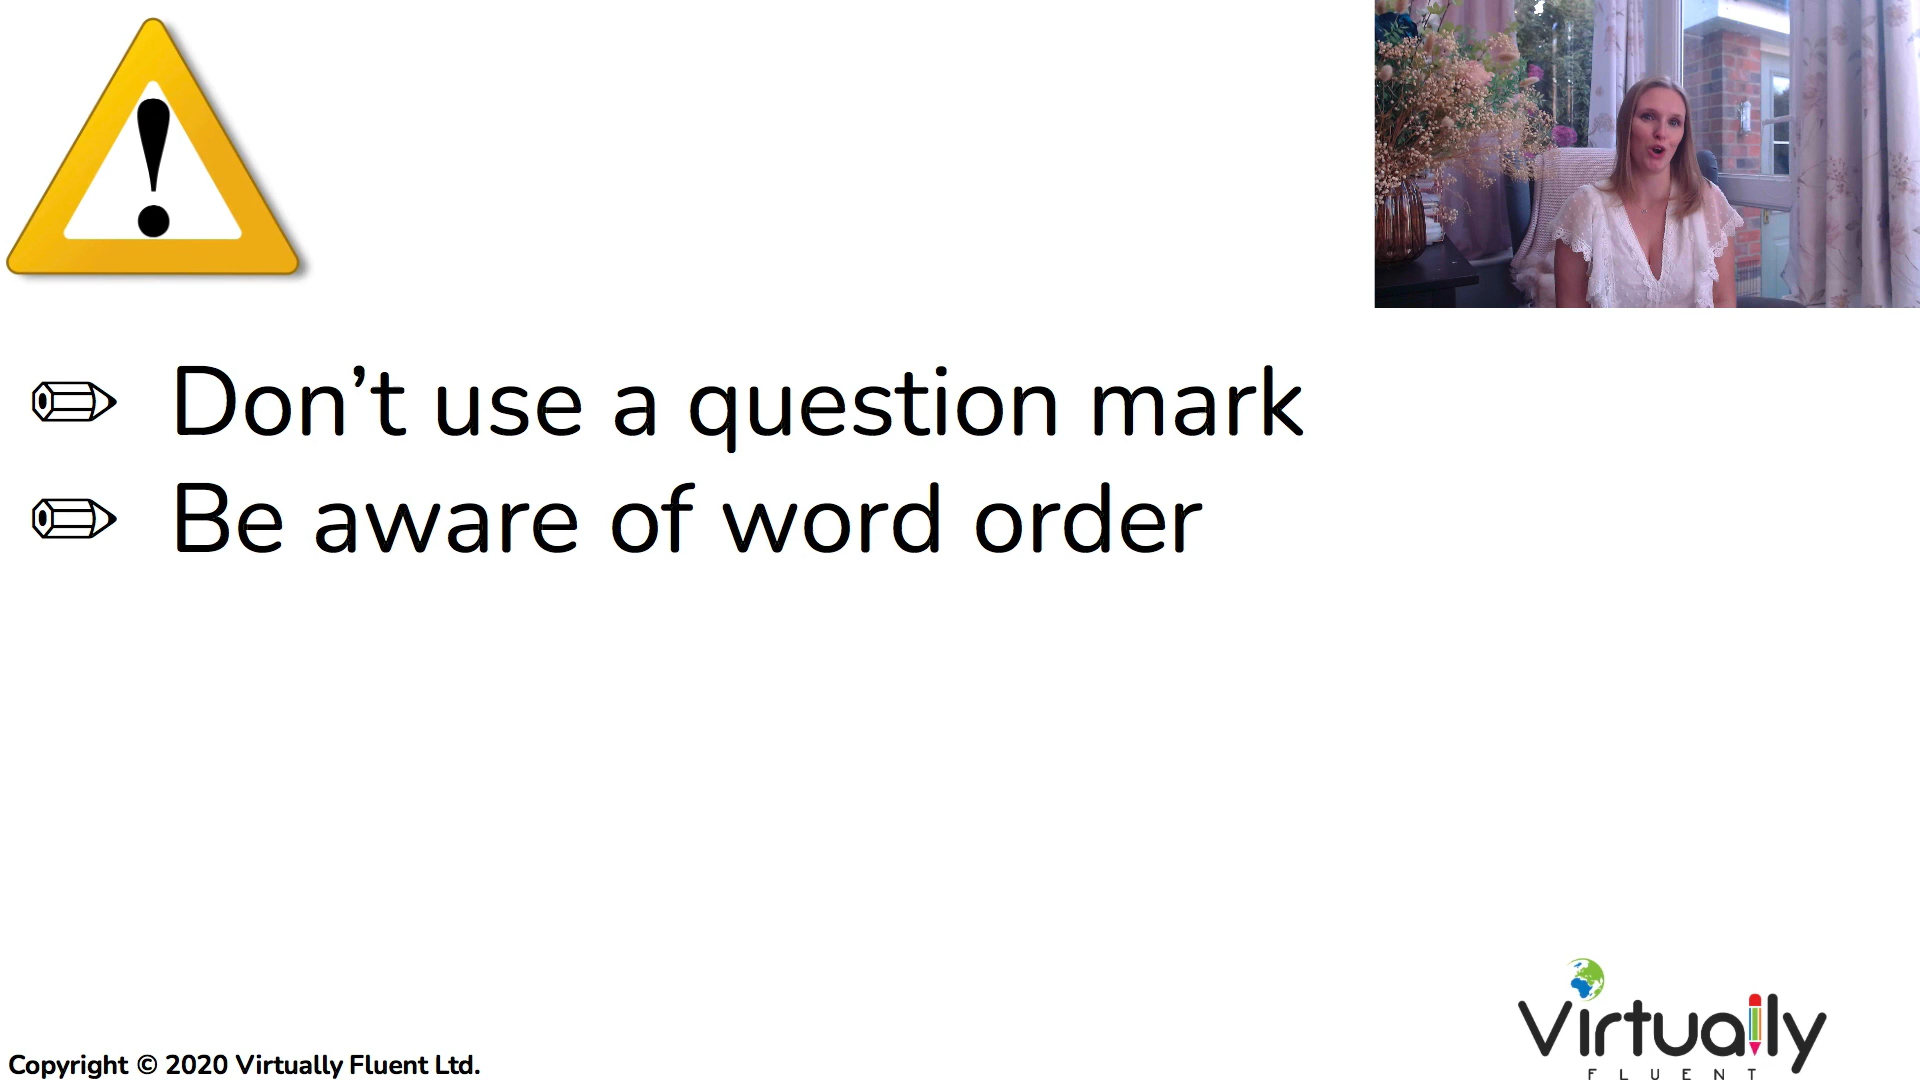 Don’t use a question mark
Be aware of word order
Copyright © 2020 Virtually Fluent Ltd.
Virtually
FLUENT